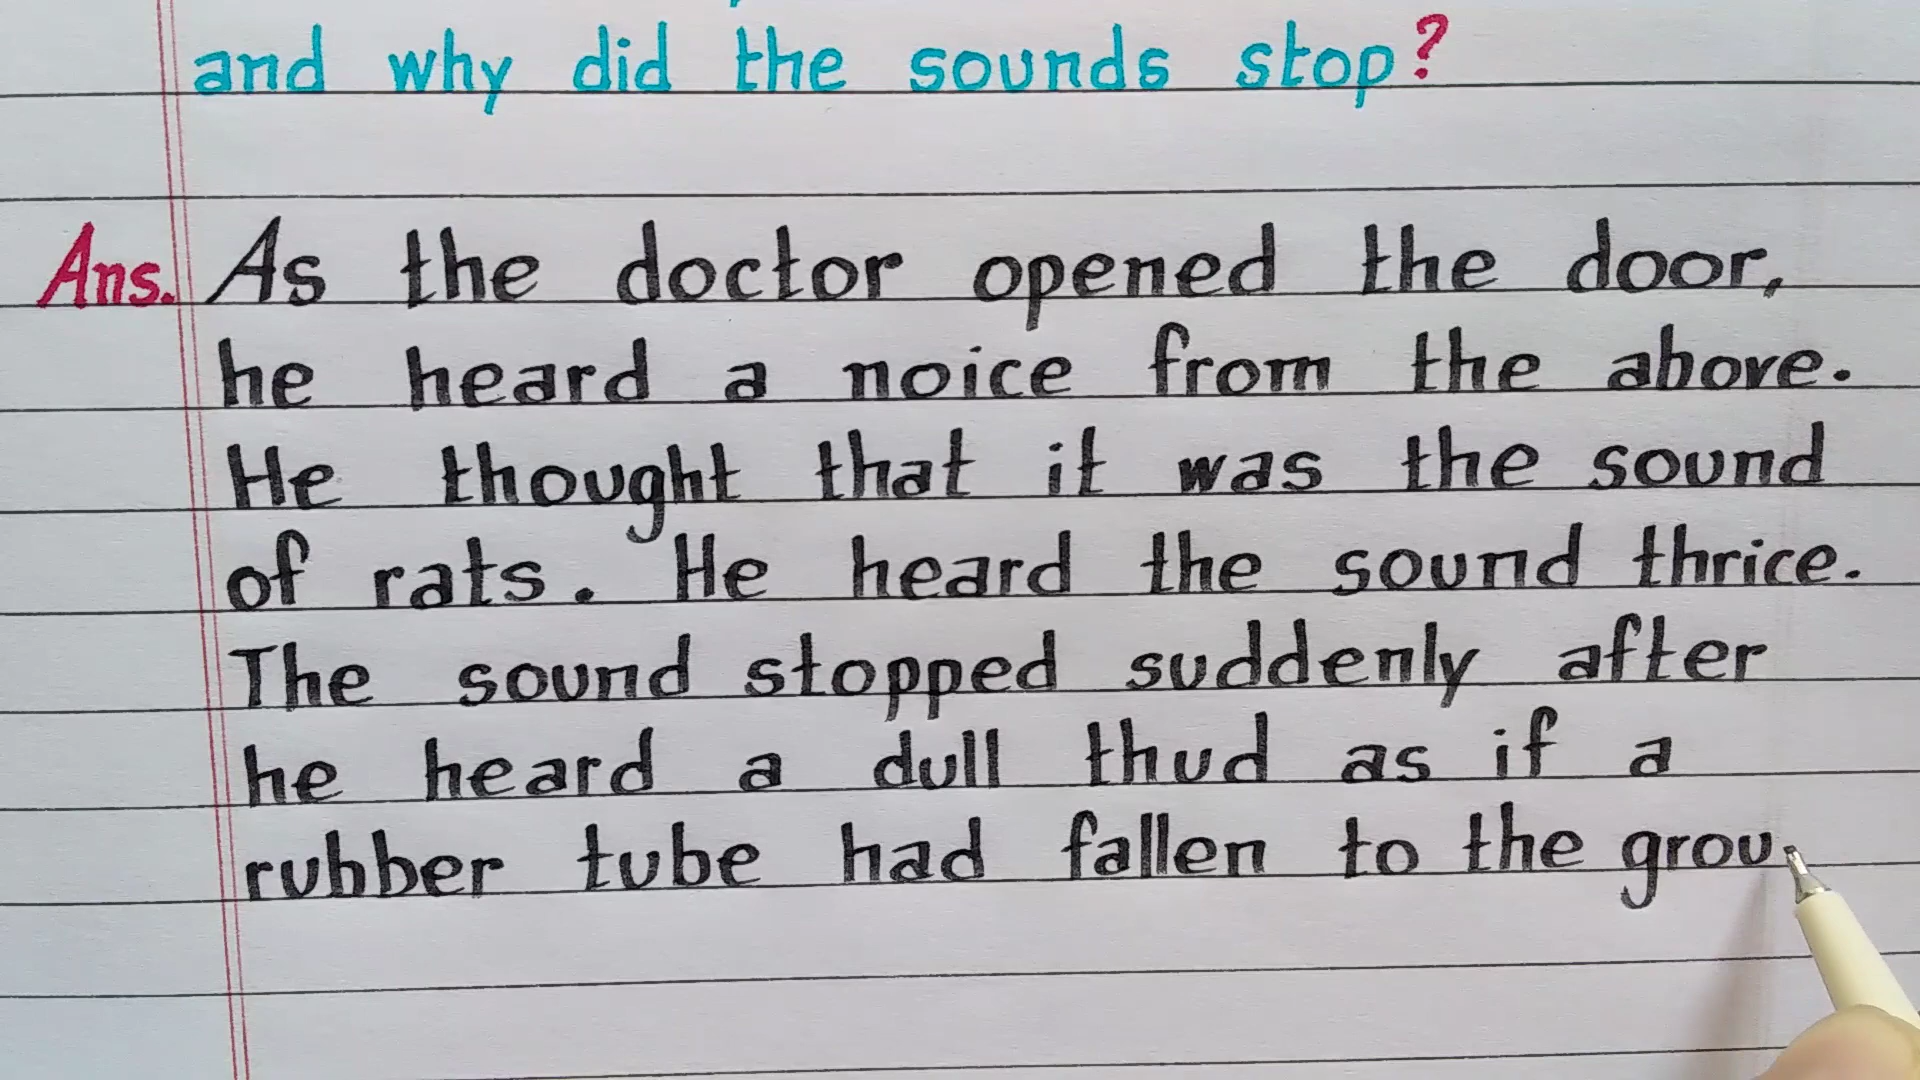 and why did the sounds stop?
Ans. As the doctor opened the door,
he heard a noice from the above.
He thought that it was the sound
of rats. He heard the sound thrice.
The sound stopped suddenly after
he heard a dull thud as if a
rubber tube had fallen to the grou